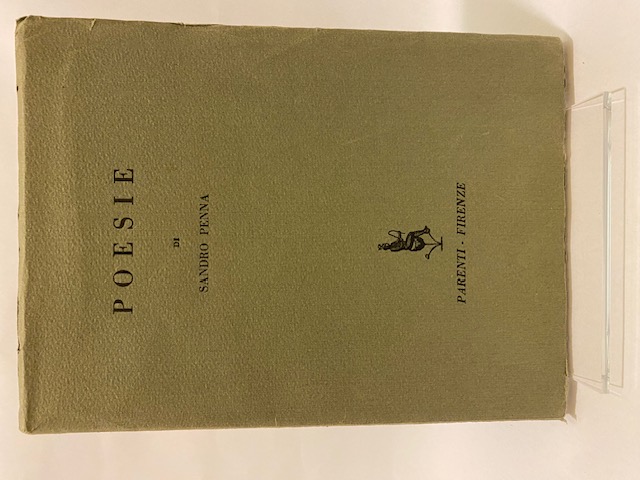 POESIE
DI
SANDRO PENNA
PARENTI - FIRENZE